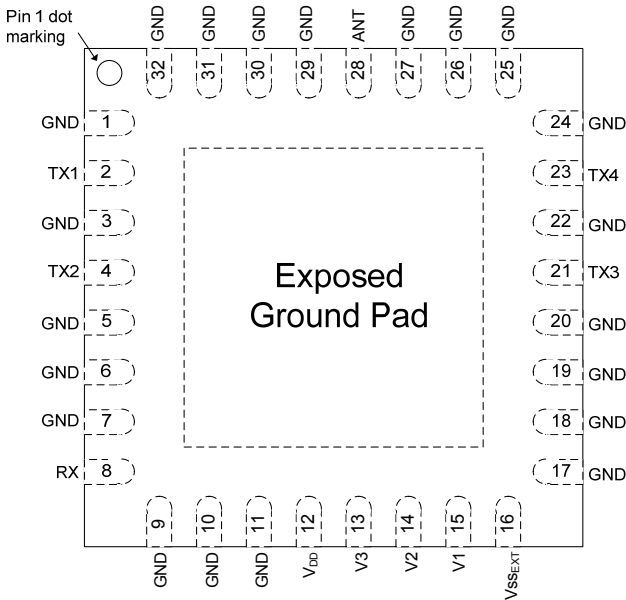 Pin 1 dot
marking
GND
GND
GND
GND
ANT
GND
GND
GND
32
31
30
29
28
27
26
25
GND 1
TX1 2
GND 3
TX2 4
GND 5
GND 6
GND 7
RX 8
24 GND
23 TX4
22 GND
21 TX3
20 GND
19 GND
18 GND
17 GND
Exposed
Ground Pad
9
10
11
12
13
14
15
16
GND
GND
GND
VDD
V3
V2
V1
VSSEXT